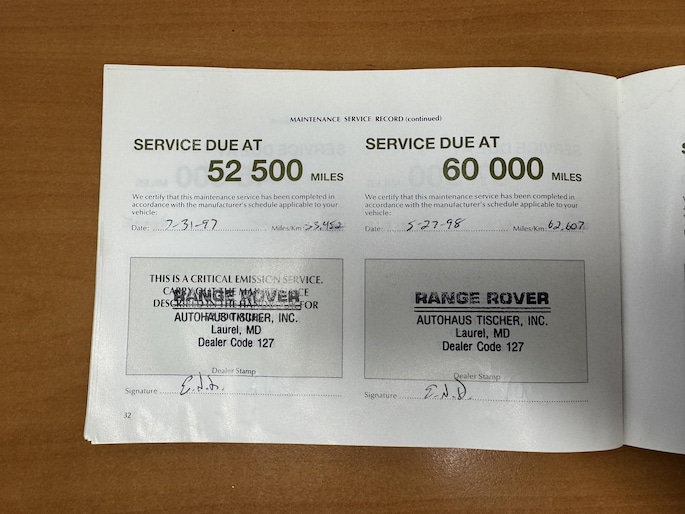 MAINTENANCE SERVICE RECORD (continued)
SERVICE DUE AT
52 500 MILES
We certify that this maintenance service has been completed in
accordance with the manufacturer's schedule applicable to your
vehicle:
Date: 7-31-97 Miles/Km: 53,452
THIS IS A CRITICAL EMISSION SERVICE.
CARRY OUT THE
RANGE ROVER
AUTOHAUS TISCHER, INC.
Laurel, MD
Dealer Code 127
Dealer Stamp
Signature
32
SERVICE DUE AT
60 000 MILES
We certify that this maintenance service has been completed in
accordance with the manufacturer's schedule applicable to your
vehicle:
Date: 5-27-98 Miles/Km: 62,607
RANGE ROVER
AUTOHAUS TISCHER, INC.
Laurel, MD
Dealer Code 127
Dealer Stamp
Signature